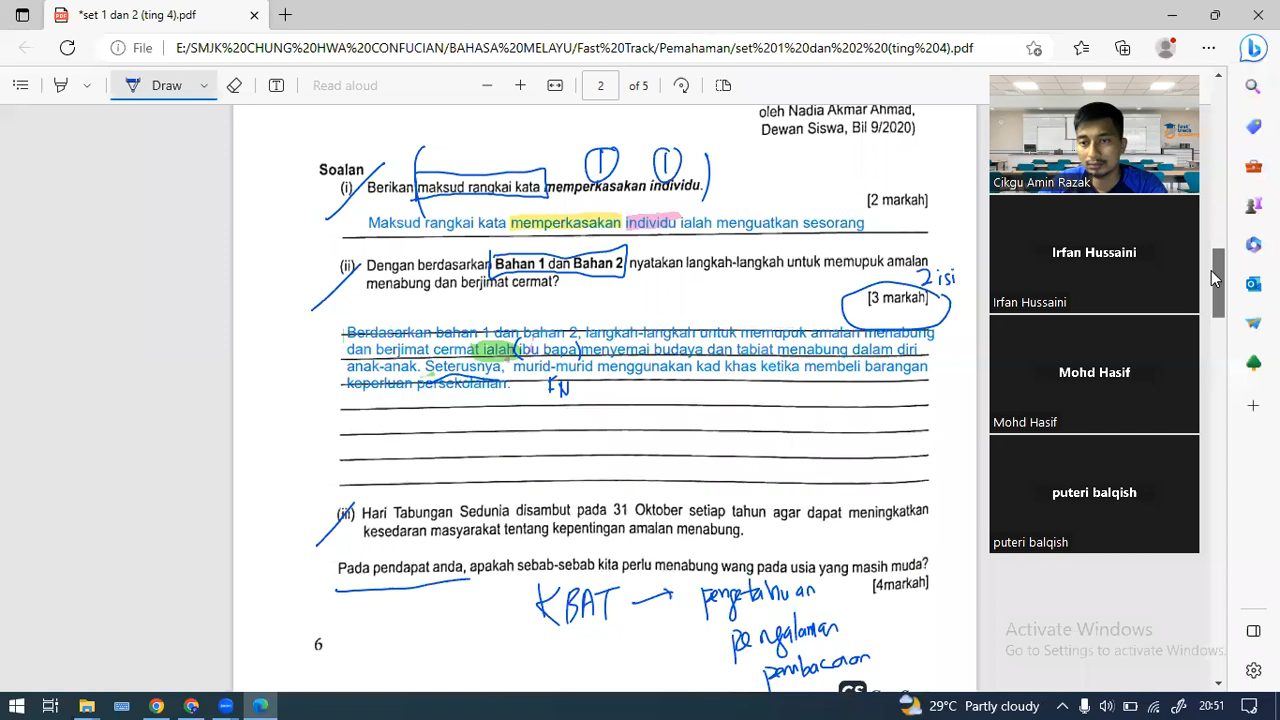 *set 1 dan 2 (ting 4).pdf
File
E:/SMJK%20CHUNG%20HWA%20CONFUCIAN/BAHASA%20MELAYU/Fast%20Track/Pemahaman/set%201%20dan%202%20(ting%204).pdf
Draw
Read aloud
2
of 5
oleh Nadia Akmar Ahmad,
Dewan Siswa, Bil 9/2020)
Soalan
1 1
(i) Berikan maksud rangkai kata memperkasakan individu.
[2 markah]
Maksud rangkai kata memperkasakan individu ialah menguatkan sesorang
(ii) Dengan berdasarkan Bahan 1 dan Bahan 2 nyatakan langkah-langkah untuk memupuk amalan
menabung dan berjimat cermat?
2 isi
[3 markah]
Berdasarkan bahan 1 dan bahan 2, langkah-langkah untuk memupuk amalan menabung
dan berjimat cermat ialah (ibu bapa) menyemai budaya dan tabiat menabung dalam diri
anak-anak. Seterusnya, murid-murid menggunakan kad khas ketika membeli barangan
keperluan persekolahan.
FN
(iii) Hari Tabungan Sedunia disambut pada 31 Oktober setiap tahun agar dapat meningkatkan
kesedaran masyarakat tentang kepentingan amalan menabung.
Pada pendapat anda, apakah sebab-sebab kita perlu menabung wang pada usia yang masih muda?
[4markah]
KBAT → pengetahuan
pengalaman
pembacaan
6
CS
Cikgu Amin Razak
Irfan Hussaini
Irfan Hussaini
Mohd Hasif
Mohd Hasif
puteri balqish
puteri balqish
Activate Windows
Go to Settings to activate Windows.
29°C Partly cloudy
20:51